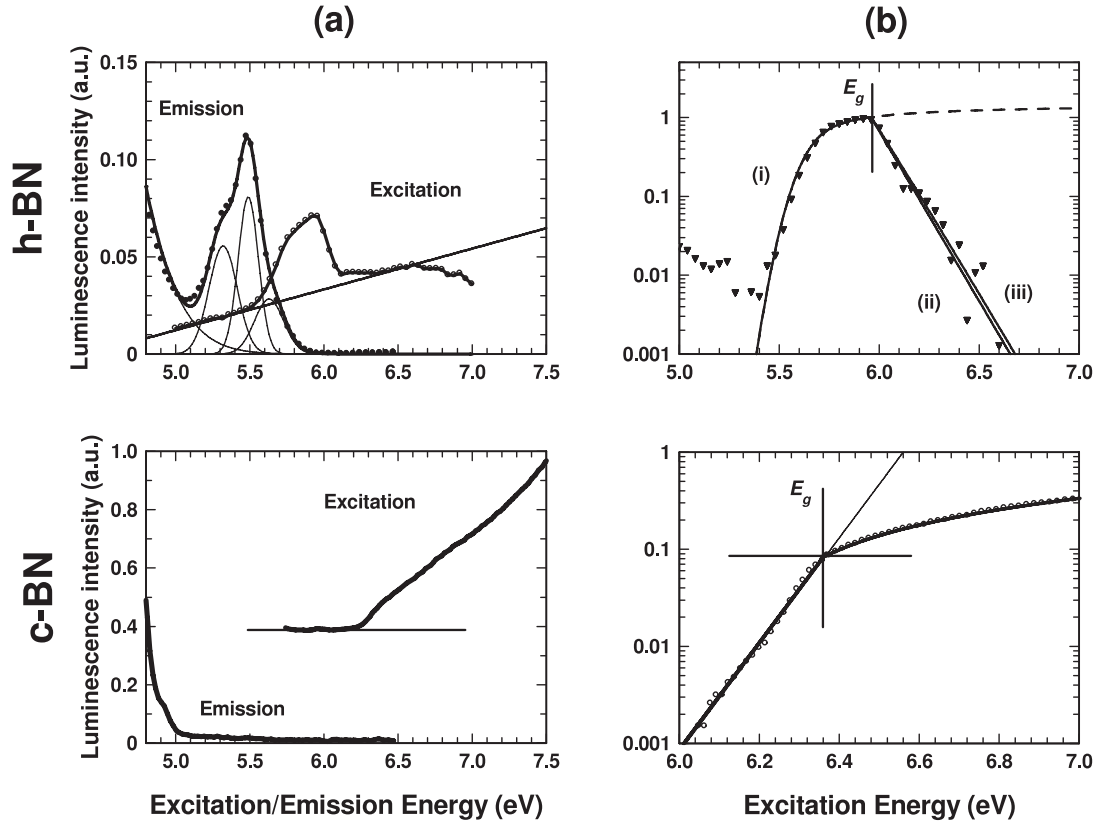 (a)
(b)
h-BN
Luminescence intensity (a.u.)
0.15
0.10
0.05
0
Emission
Excitation
5.0 5.5 6.0 6.5 7.0 7.5
1
0.1
0.01
0.001
E_g
(i)
(ii)
(iii)
5.0 5.5 6.0 6.5 7.0
c-BN
Luminescence intensity (a.u.)
1.0
0.8
0.6
0.4
0.2
0
Excitation
Emission
5.0 5.5 6.0 6.5 7.0 7.5
Excitation/Emission Energy (eV)
1
0.1
0.01
0.001
E_g
6.0 6.2 6.4 6.6 6.8 7.0
Excitation Energy (eV)